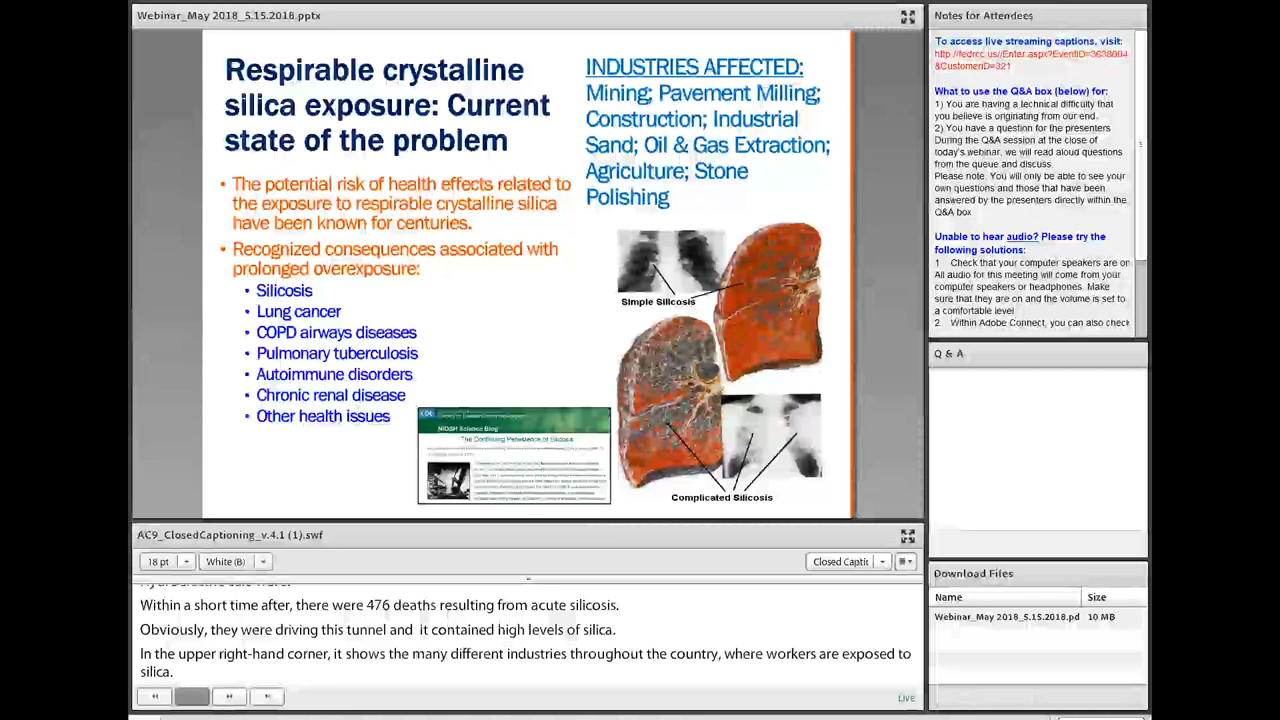 Webinar_May 2018_5.15.2018.pptx
Respirable crystalline
silica exposure: Current
state of the problem
• The potential risk of health effects related to
the exposure to respirable crystalline silica
have been known for centuries.
• Recognized consequences associated with
prolonged overexposure:
• Silicosis
• Lung cancer
• COPD airways diseases
• Pulmonary tuberculosis
• Autoimmune disorders
• Chronic renal disease
• Other health issues
INDUSTRIES AFFECTED:
Mining; Pavement Milling;
Construction; Industrial
Sand; Oil & Gas Extraction;
Agriculture; Stone
Polishing
Simple Silicosis
Complicated Silicosis
CDC
NIOSH Science Blog
The Continuing Persistence of Silicosis
AC9_ClosedCaptioning_v.4.1 (1).swf
18 pt
White (B)
Closed Captic
Within a short time after, there were 476 deaths resulting from acute silicosis.
Obviously, they were driving this tunnel and  it contained high levels of silica.
In the upper right-hand corner, it shows the many different industries throughout the country, where workers are exposed to
silica.
Live
Notes for Attendees
To access live streaming captions, visit:
&CustomerID=321
What to use the Q&A box (below) for:
1) You are having a technical difficulty that
you believe is originating from our end.
2) You have a question for the presenters
During the Q&A session at the close of
today's webinar, we will read aloud questions
from the queue and discuss.
Please note. You will only be able to see your
own questions and those that have been
answered by the presenters directly within the
Q&A box
Unable to hear audio? Please try the
following solutions:
1 Check that your computer speakers are on
All audio for this meeting will come from your
computer speakers or headphones. Make
sure that they are on and the volume is set to
a comfortable level
2. Within Adobe Connect, you can also check
Q & A
Download Files
Name Size
Webinar_May 2018_5.15.2018.pd 10 MB